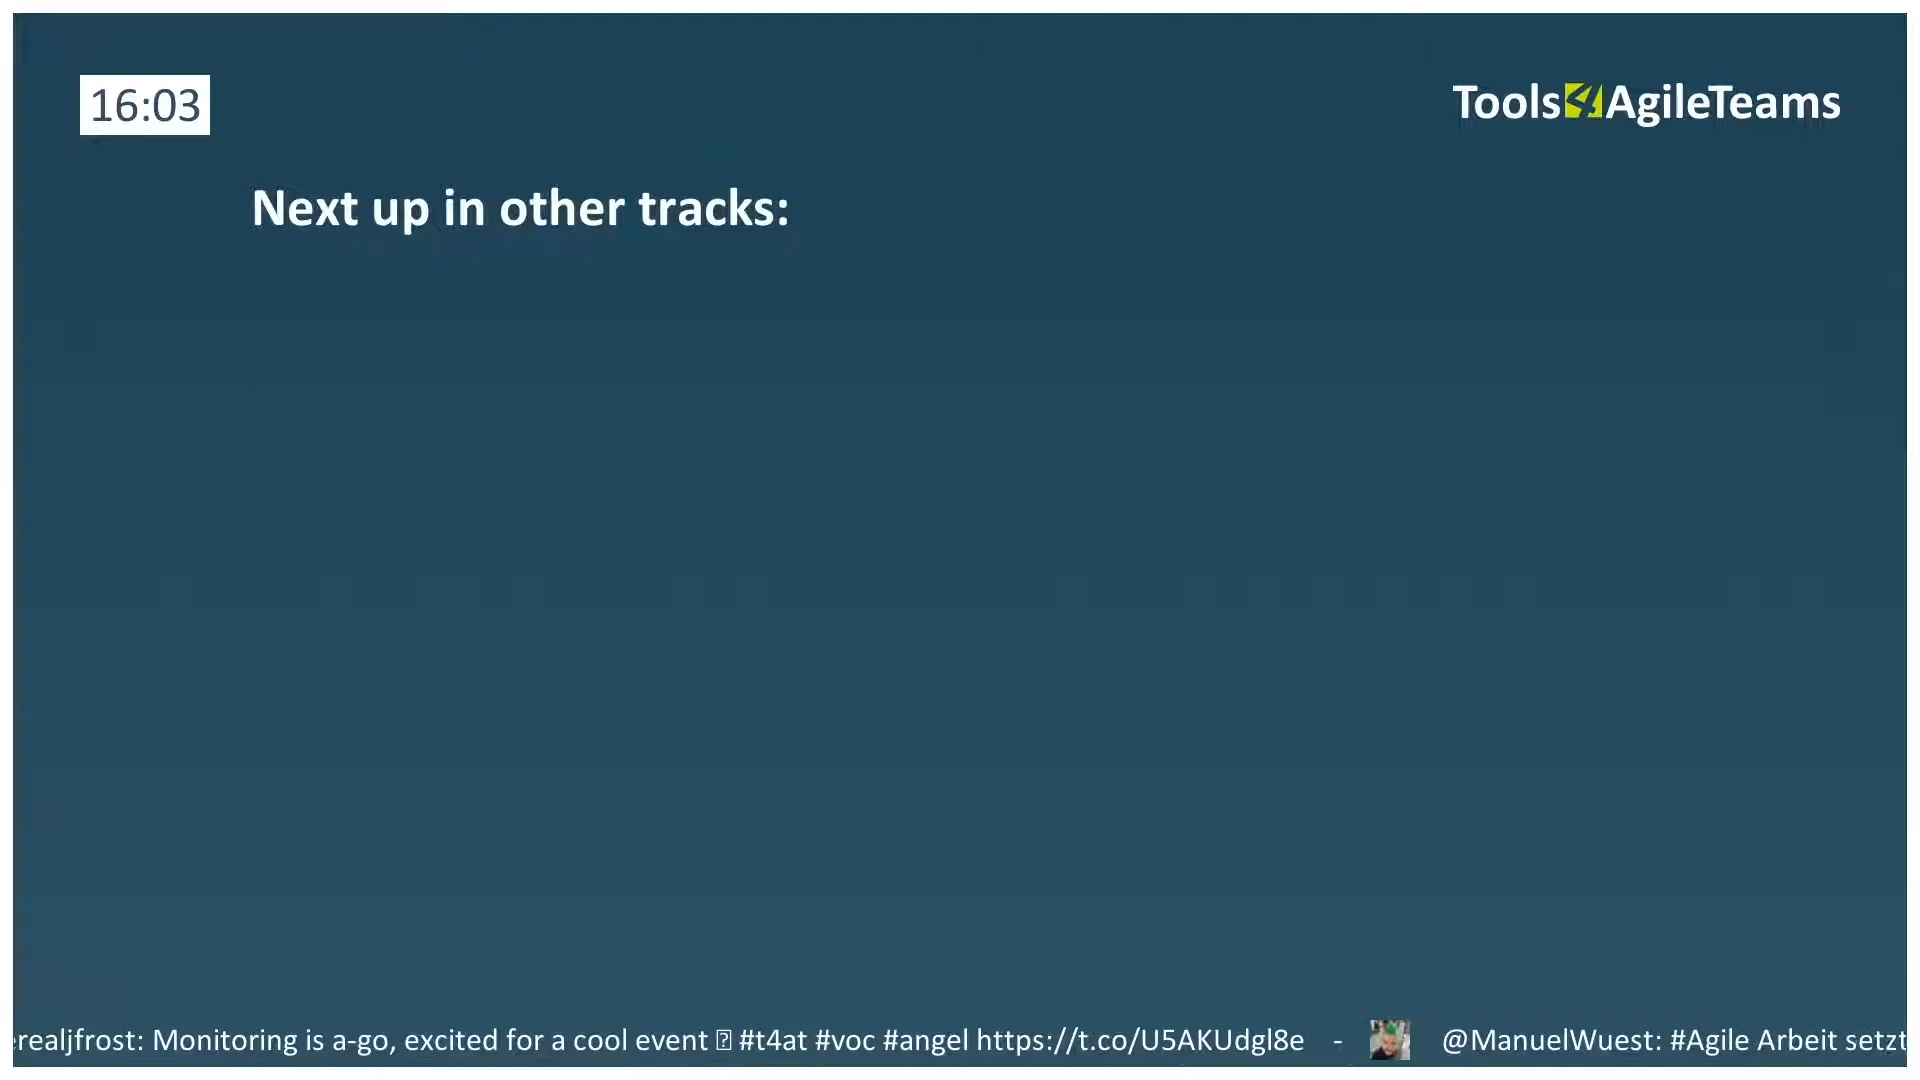 16:03
Tools4AgileTeams
Next up in other tracks:
realjfrost: Monitoring is a-go, excited for a cool event #t4at #voc #angel https://t.co/U5AKUdgl8e - @ManuelWuest: #Agile Arbeit setzt